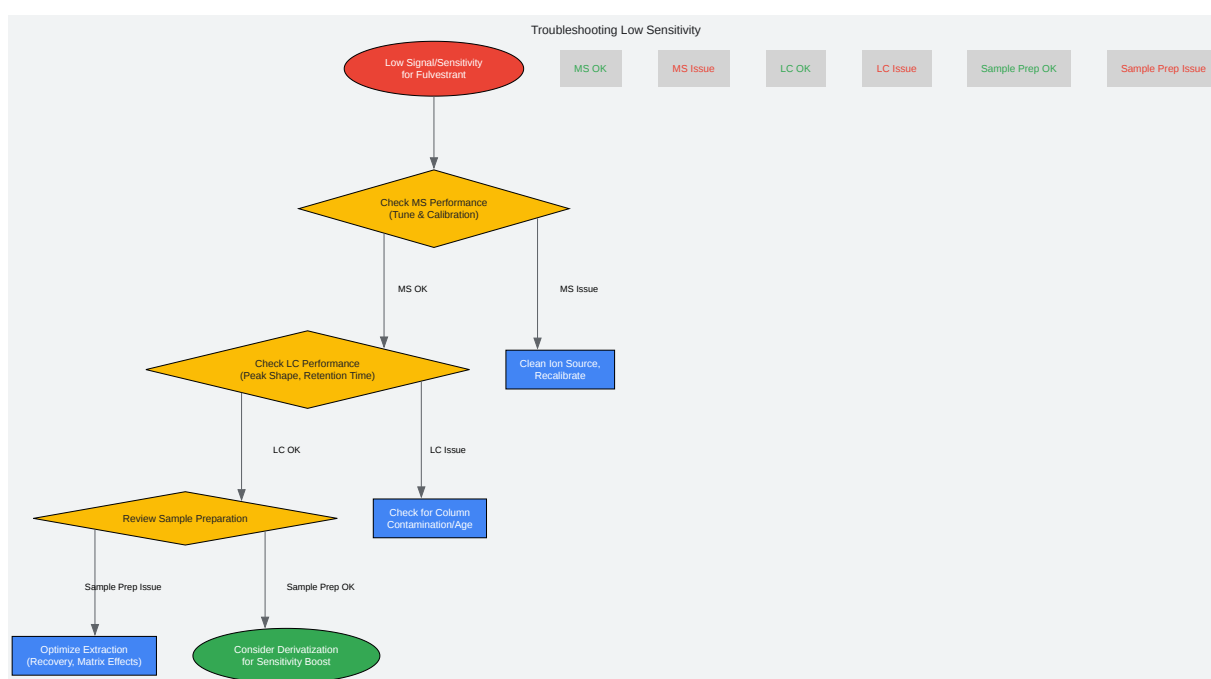 Troubleshooting Low Sensitivity
Low Signal/Sensitivity
for Fulvestrant
MS OK
MS Issue
LC OK
LC Issue
Sample Prep OK
Sample Prep Issue
Check MS Performance
(Tune & Calibration)
MS OK
MS Issue
Check LC Performance
(Peak Shape, Retention Time)
Clean Ion Source,
Recalibrate
LC OK
LC Issue
Review Sample Preparation
Check for Column
Contamination/Age
Sample Prep Issue
Sample Prep OK
Optimize Extraction
(Recovery, Matrix Effects)
Consider Derivatization
for Sensitivity Boost